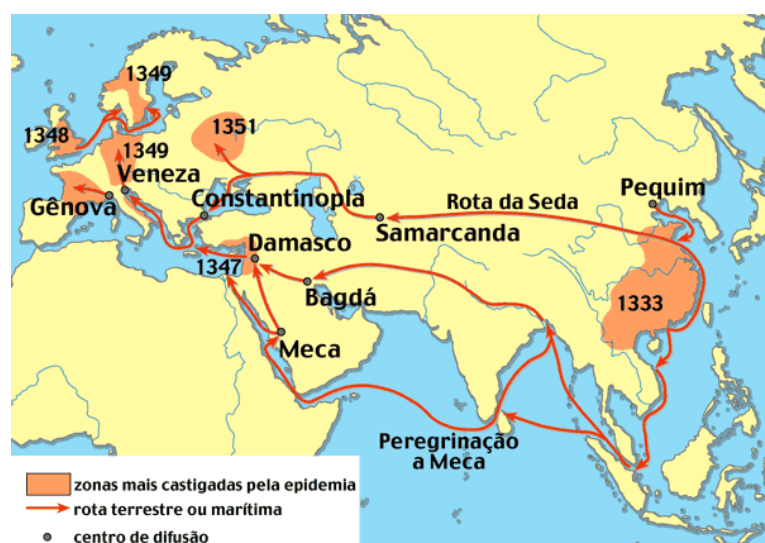 1349
1348
1349
1351
Veneza
Gênova
Constantinopla
Rota da Seda
Pequim
Samarcanda
Damasco
1347
Bagdá
1333
Meca
Peregrinação
a Meca
zonas mais castigadas pela epidemia
rota terrestre ou marítima
centro de difusão